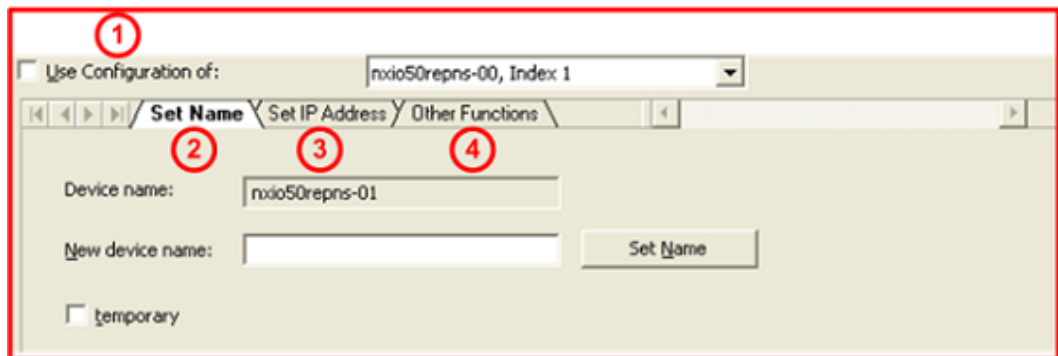 1
Use Configuration of: nxio50repns-00, Index 1
Set Name Set IP Address Other Functions
2 3 4
Device name: nxio50repns-01
New device name: Set Name
temporary